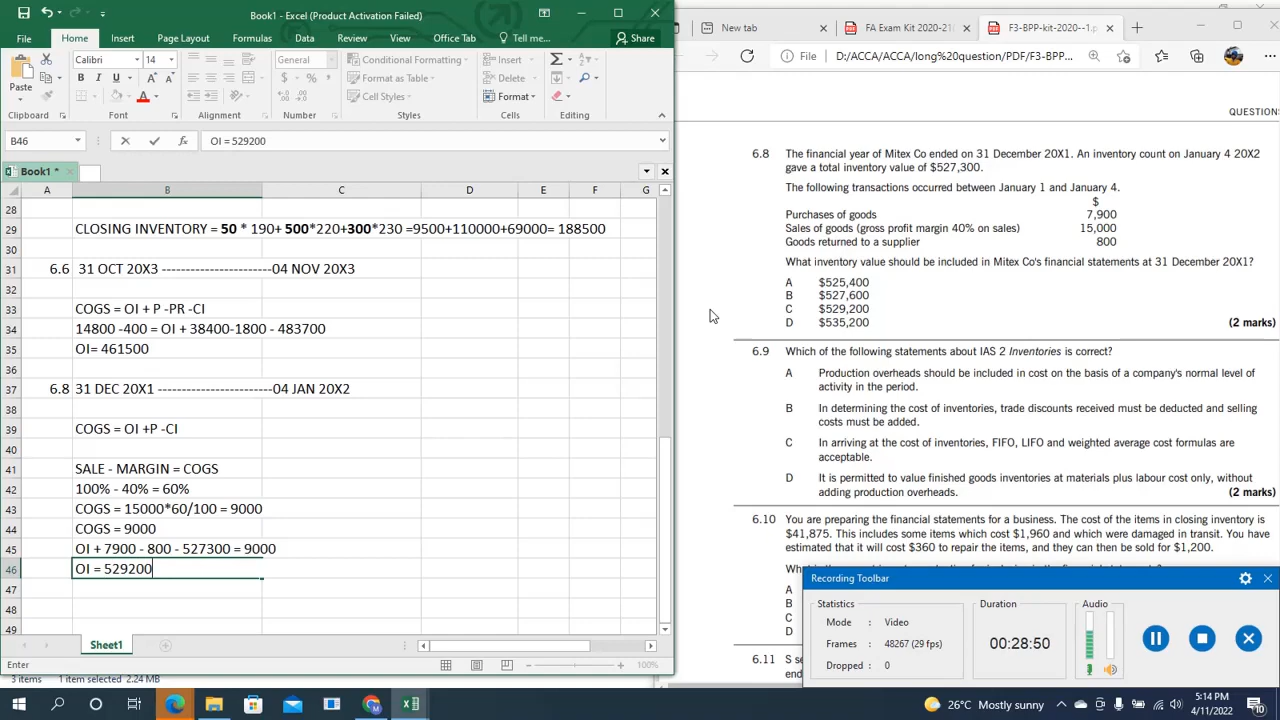 Book1 - Excel (Product Activation Failed)
File Home Insert Page Layout Formulas Data Review View Office Tab Tell me... Share
Paste
Calibri 14
B I U
General
Conditional Formatting
Format as Table
Cell Styles
Insert
Delete
Format
Clipboard Font Alignment Number Styles Cells Editing
B46 OI = 529200
Book1 *
A B C D E F G
28
29 CLOSING INVENTORY = 50 * 190+ 500*220+300*230 =9500+110000+69000= 188500
30
31 6.6 31 OCT 20X3 -----------------------04 NOV 20X3
32
33 COGS = OI + P -PR -CI
34 14800 -400 = OI + 38400-1800 - 483700
35 OI= 461500
36
37 6.8 31 DEC 20X1 ------------------------04 JAN 20X2
38
39 COGS = OI +P -CI
40
41 SALE - MARGIN = COGS
42 100% - 40% = 60%
43 COGS = 15000*60/100 = 9000
44 COGS = 9000
45 OI + 7900 - 800 - 527300 = 9000
46 OI = 529200
47
48
49
Sheet1
Enter 100%
3 items 1 item selected 2.24 MB
New tab
FA Exam Kit 2020-21
F3-BPP-kit-2020--1.p
File D:/ACCA/ACCA/long%20question/PDF/F3-BPP...
QUESTION
6.8 The financial year of Mitex Co ended on 31 December 20X1. An inventory count on January 4 20X2
gave a total inventory value of $527,300.
The following transactions occurred between January 1 and January 4.
$
Purchases of goods 7,900
Sales of goods (gross profit margin 40% on sales) 15,000
Goods returned to a supplier 800
What inventory value should be included in Mitex Co's financial statements at 31 December 20X1?
A $525,400
B $527,600
C $529,200
D $535,200 (2 marks)
6.9 Which of the following statements about IAS 2 Inventories is correct?
A Production overheads should be included in cost on the basis of a company's normal level of
activity in the period.
B In determining the cost of inventories, trade discounts received must be deducted and selling
costs must be added.
C In arriving at the cost of inventories, FIFO, LIFO and weighted average cost formulas are
acceptable.
D It is permitted to value finished goods inventories at materials plus labour cost only, without
adding production overheads. (2 marks)
6.10 You are preparing the financial statements for a business. The cost of the items in closing inventory is
$41,875. This includes some items which cost $1,960 and which were damaged in transit. You have
estimated that it will cost $360 to repair the items, and they can then be sold for $1,200.
A
B
C
D
6.11 S
Recording Toolbar
Statistics Duration Audio
Mode : Video
Frames : 48267 (29 fps)
Dropped : 0
00:28:50
26°C Mostly sunny
5:14 PM
4/11/2022
10